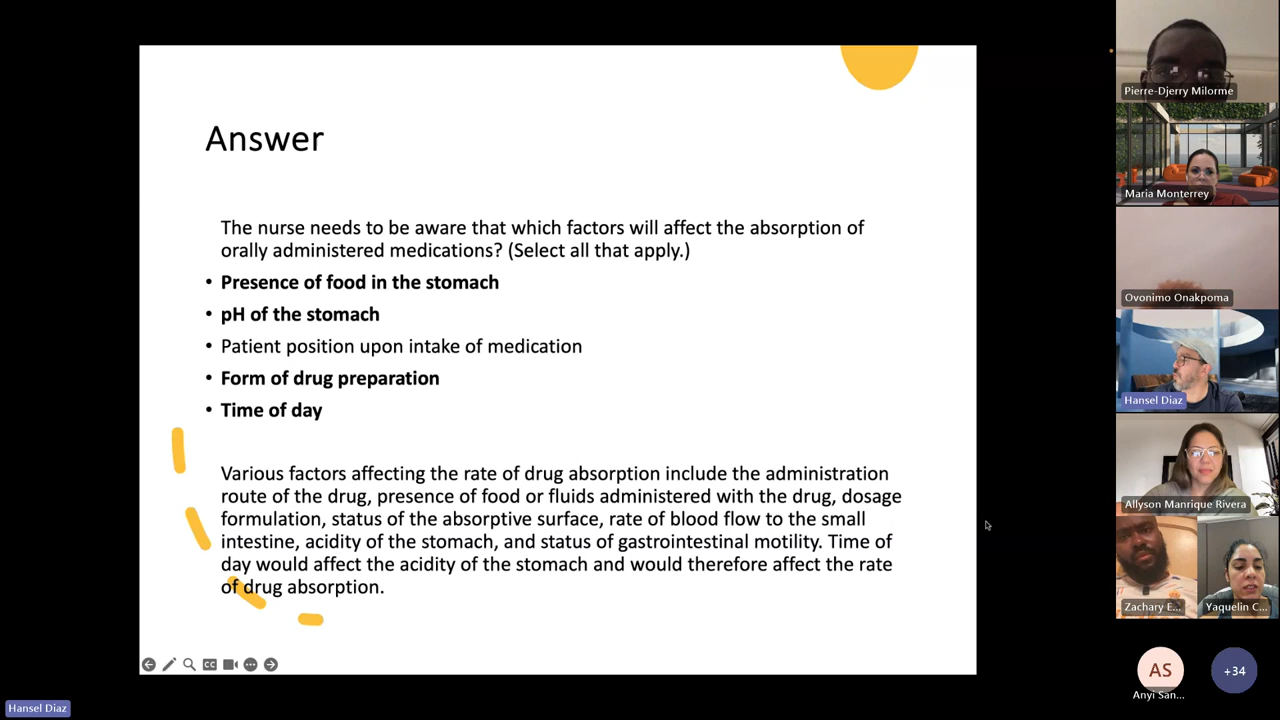 Answer
The nurse needs to be aware that which factors will affect the absorption of
orally administered medications? (Select all that apply.)
• Presence of food in the stomach
• pH of the stomach
• Patient position upon intake of medication
• Form of drug preparation
• Time of day
Various factors affecting the rate of drug absorption include the administration
route of the drug, presence of food or fluids administered with the drug, dosage
formulation, status of the absorptive surface, rate of blood flow to the small
intestine, acidity of the stomach, and status of gastrointestinal motility. Time of
day would affect the acidity of the stomach and would therefore affect the rate
of drug absorption.
CC
Hansel Diaz
Pierre-Djerry Milorme
Maria Monterrey
Ovonimo Onakpoma
Hansel Diaz
Allyson Manrique Rivera
Zachary E...
Yaquelin C...
AS
Anyi San...
+34